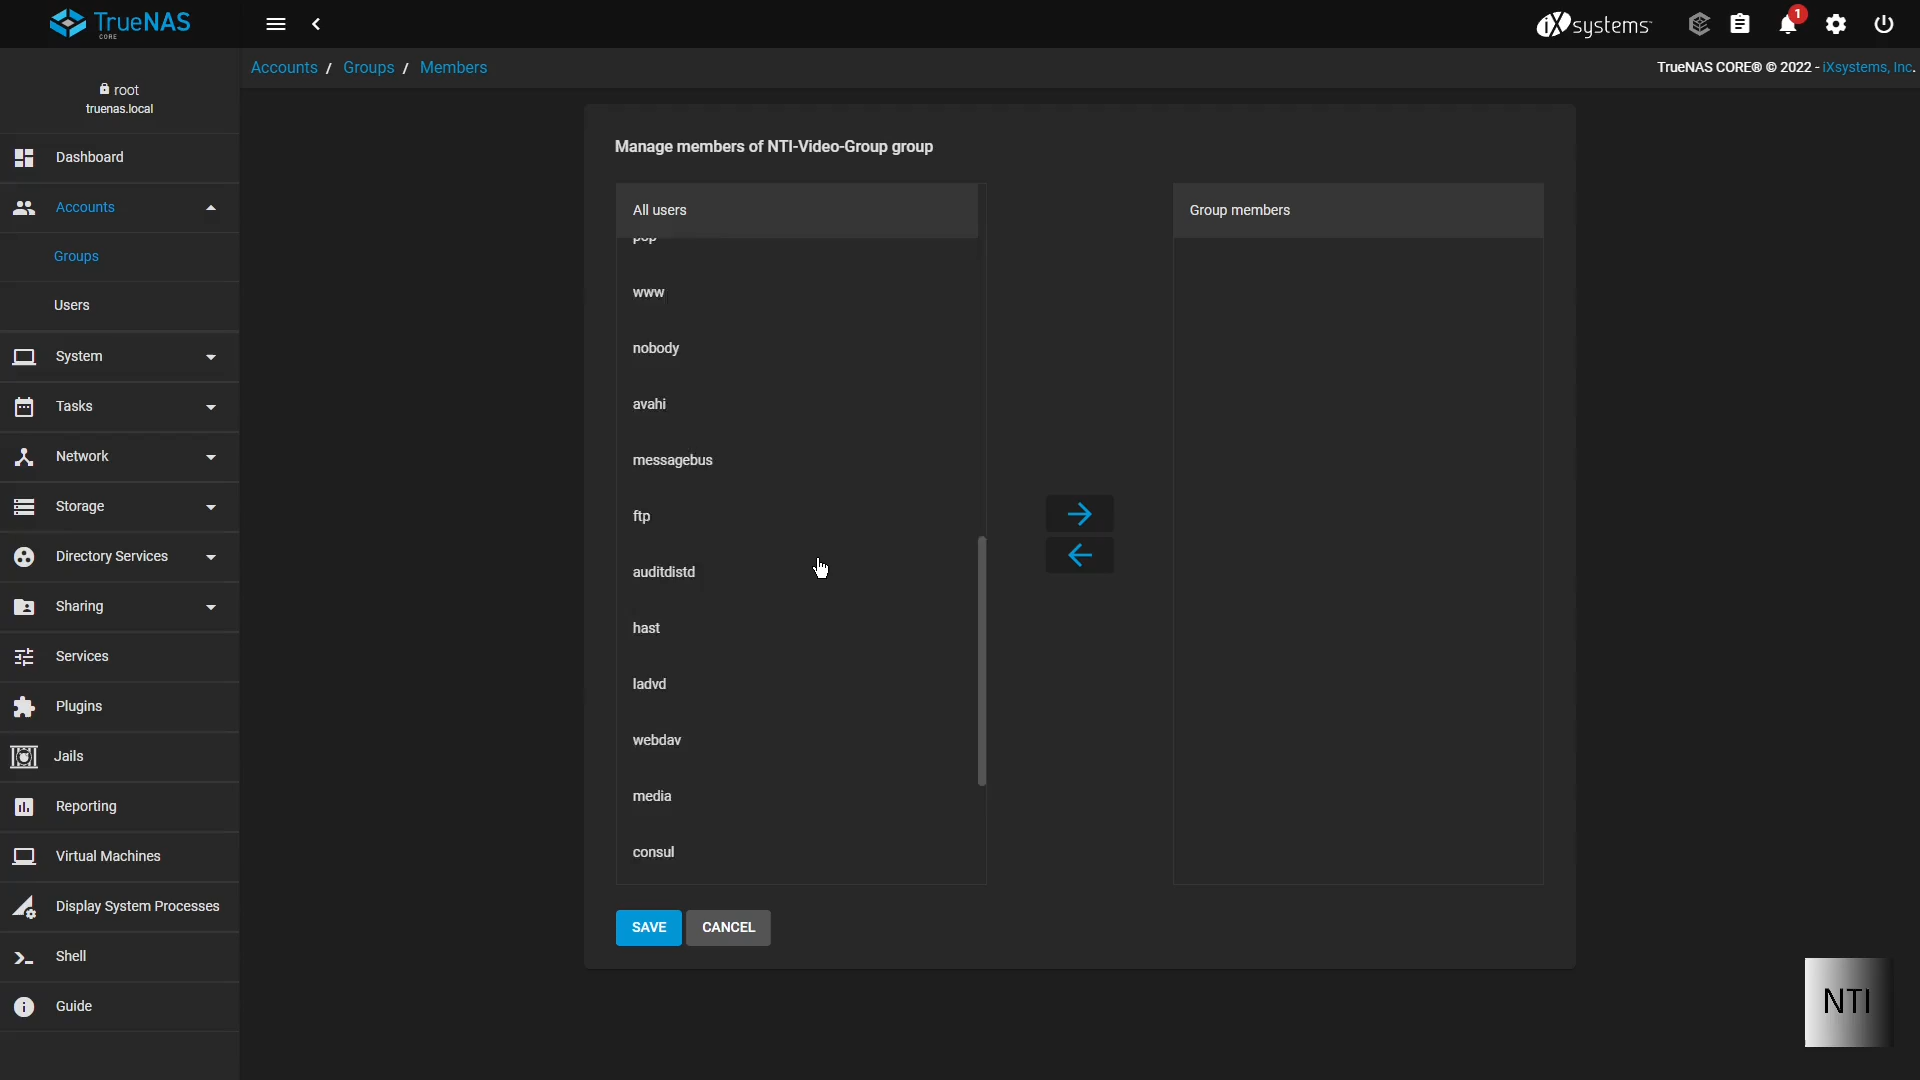 TrueNAS
CORE
iXsystems
1
root
truenas.local
Accounts / Groups / Members
TrueNAS CORE® © 2022 - iXsystems, Inc.
Dashboard
Accounts
Groups
Users
System
Tasks
Network
Storage
Directory Services
Sharing
Services
Plugins
Jails
Reporting
Virtual Machines
Display System Processes
Shell
Guide
Manage members of NTI-Video-Group group
All users
pop
www
nobody
avahi
messagebus
ftp
auditdistd
hast
ladvd
webdav
media
consul
Group members
SAVE
CANCEL
NTI